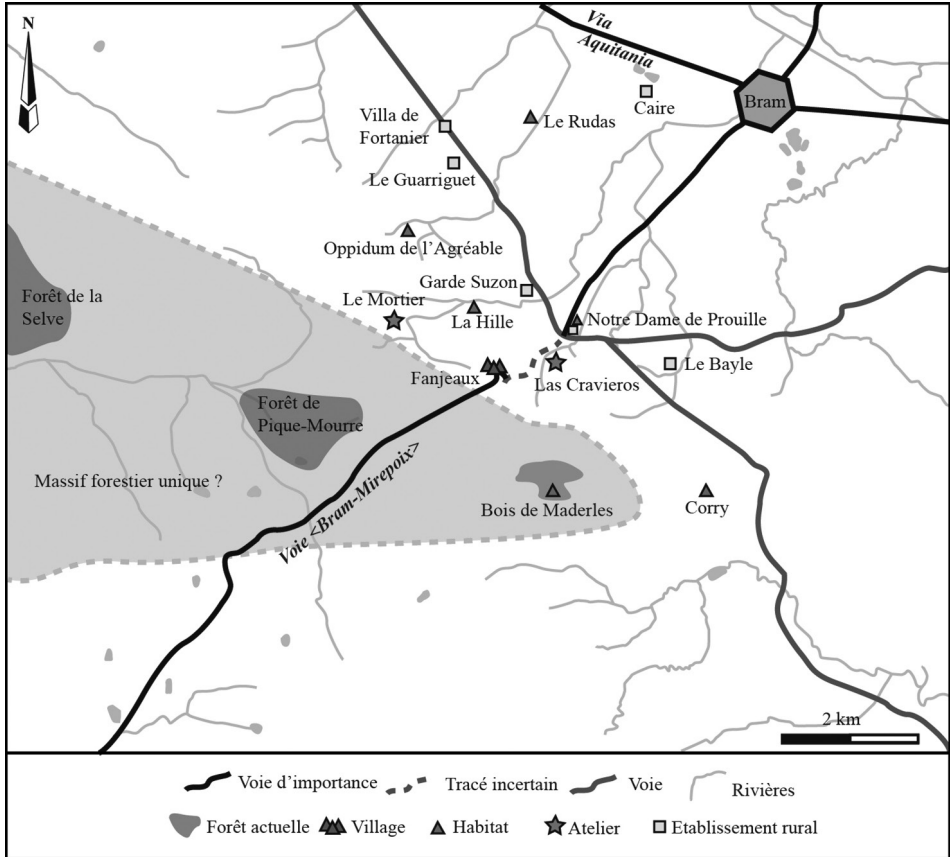 N
Via
Aquitania
Bram
Caire
Le Rudas
Villa de
Fortanier
Le Guarriguet
Oppidum de l'Agréable
Garde Suzon
Forêt de la
Selve
Le Mortier
La Hille
Notre Dame de Prouille
Fanjeaux
Las Cravieros
Le Bayle
Forêt de
Pique-Mourre
Massif forestier unique ?
Voie <Bram-Mirepoix>
Bois de Maderles
Corry
2 km
Voie d'importance
Tracé incertain
Voie
Rivières
Forêt actuelle
Village
Habitat
Atelier
Etablissement rural